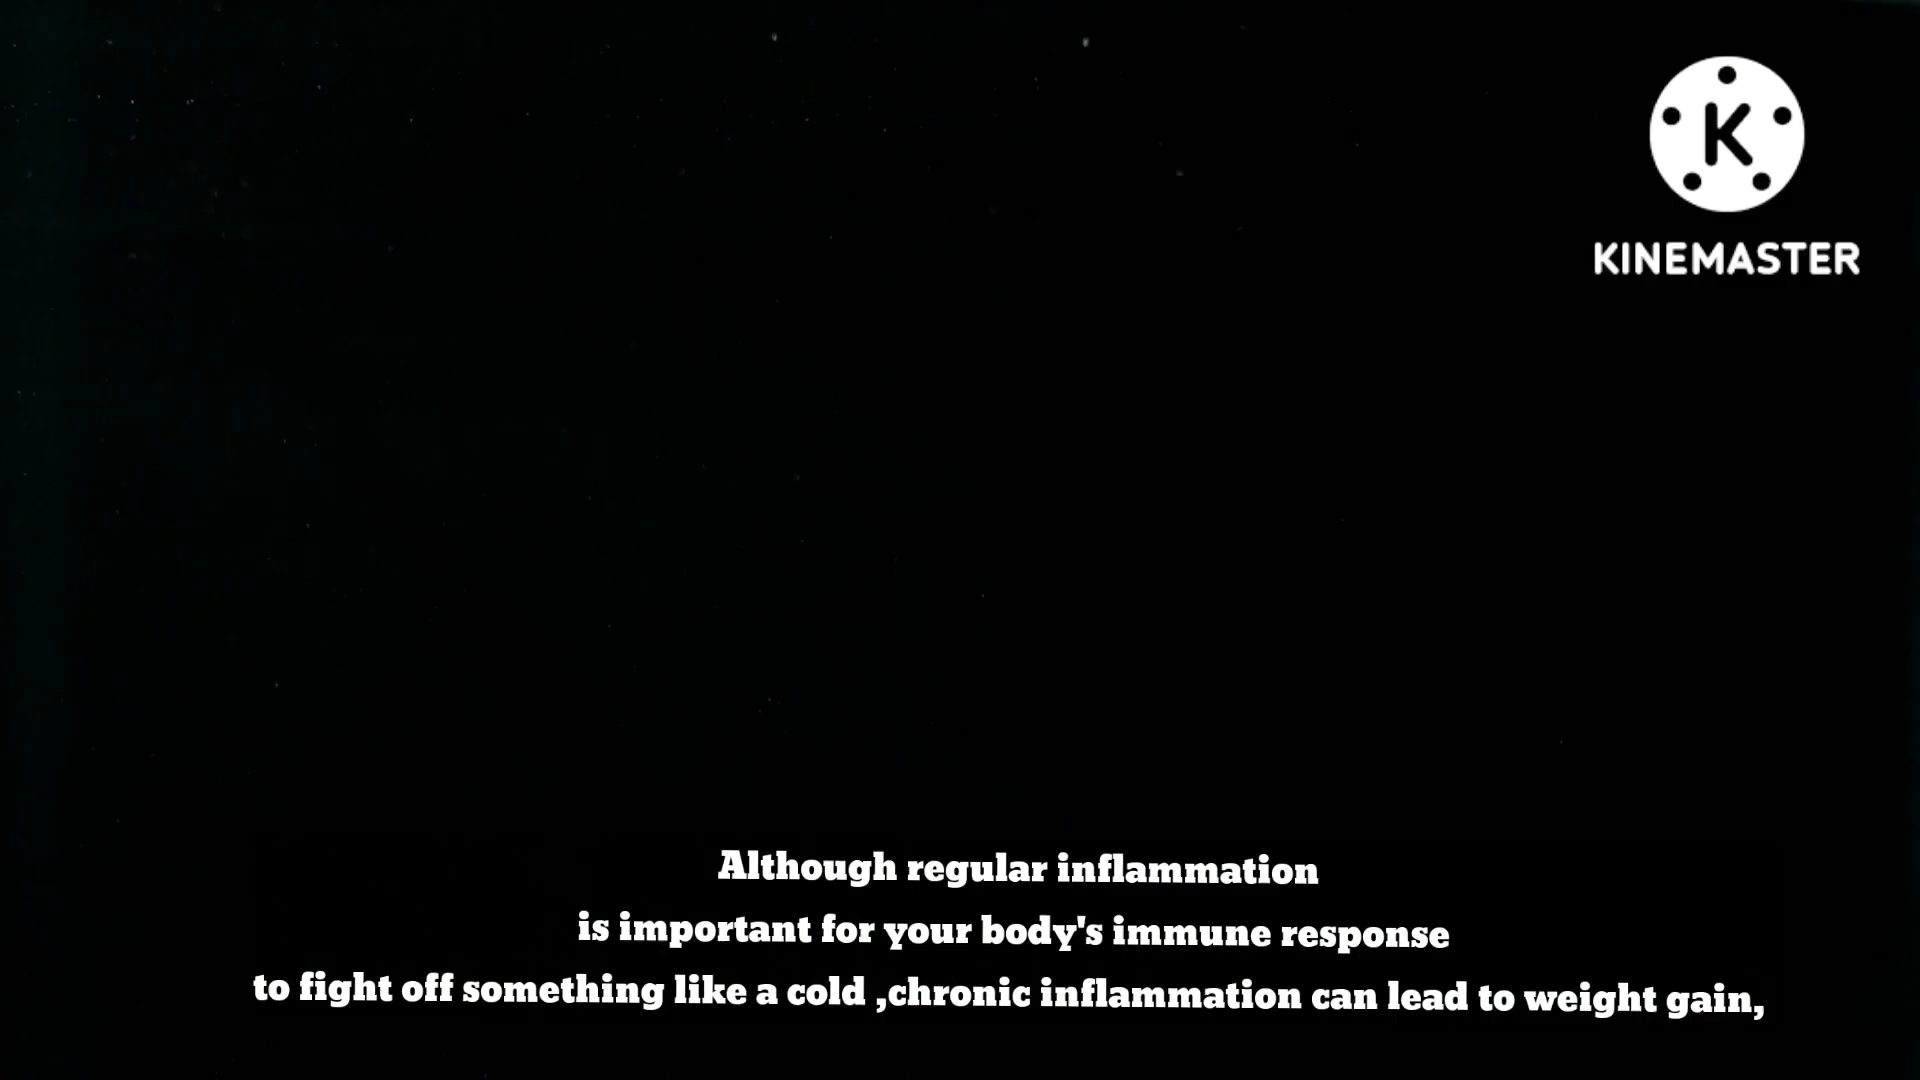 K
KINEMASTER
Although regular inflammation
is important for your body's immune response
to fight off something like a cold ,chronic inflammation can lead to weight gain,